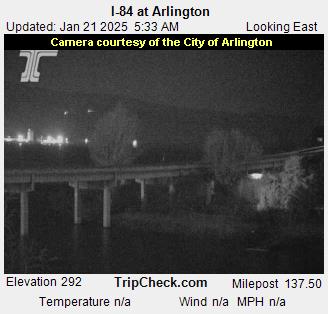 I-84 at Arlington
Updated: Jan 21 2025 5:33 AM Looking East
Camera courtesy of the City of Arlington
Elevation 292 TripCheck.com Milepost 137.50
Temperature n/a Wind n/a MPH n/a